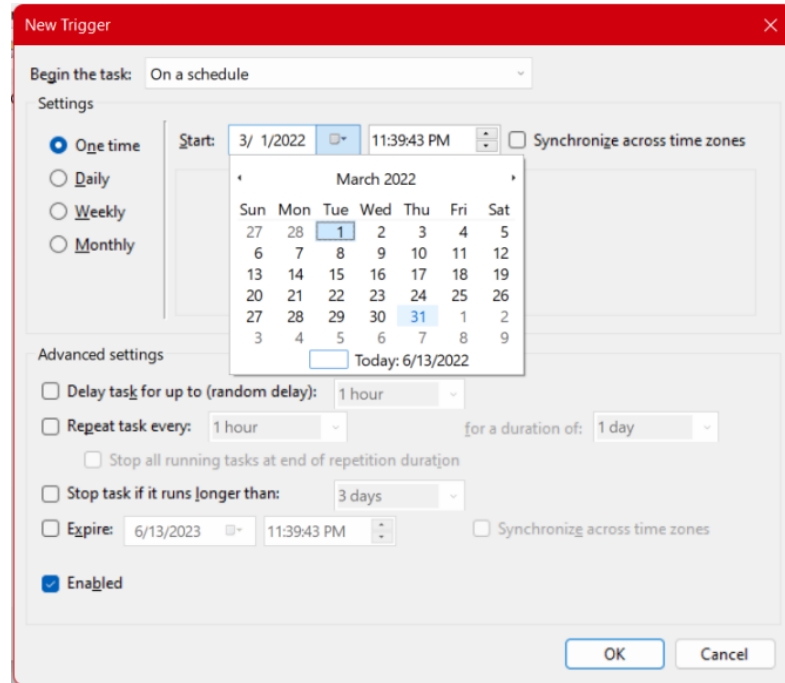 New Trigger
Begin the task: On a schedule
Settings
One time
Daily
Weekly
Monthly
Start: 3/ 1/2022 11:39:43 PM Synchronize across time zones
March 2022
Sun Mon Tue Wed Thu Fri Sat
27 28 1 2 3 4 5
6 7 8 9 10 11 12
13 14 15 16 17 18 19
20 21 22 23 24 25 26
27 28 29 30 31 1 2
3 4 5 6 7 8 9
Today: 6/13/2022
Advanced settings
Delay task for up to (random delay): 1 hour
Repeat task every: 1 hour for a duration of: 1 day
Stop all running tasks at end of repetition duration
Stop task if it runs longer than: 3 days
Expire: 6/13/2023 11:39:43 PM Synchronize across time zones
Enabled
OK Cancel